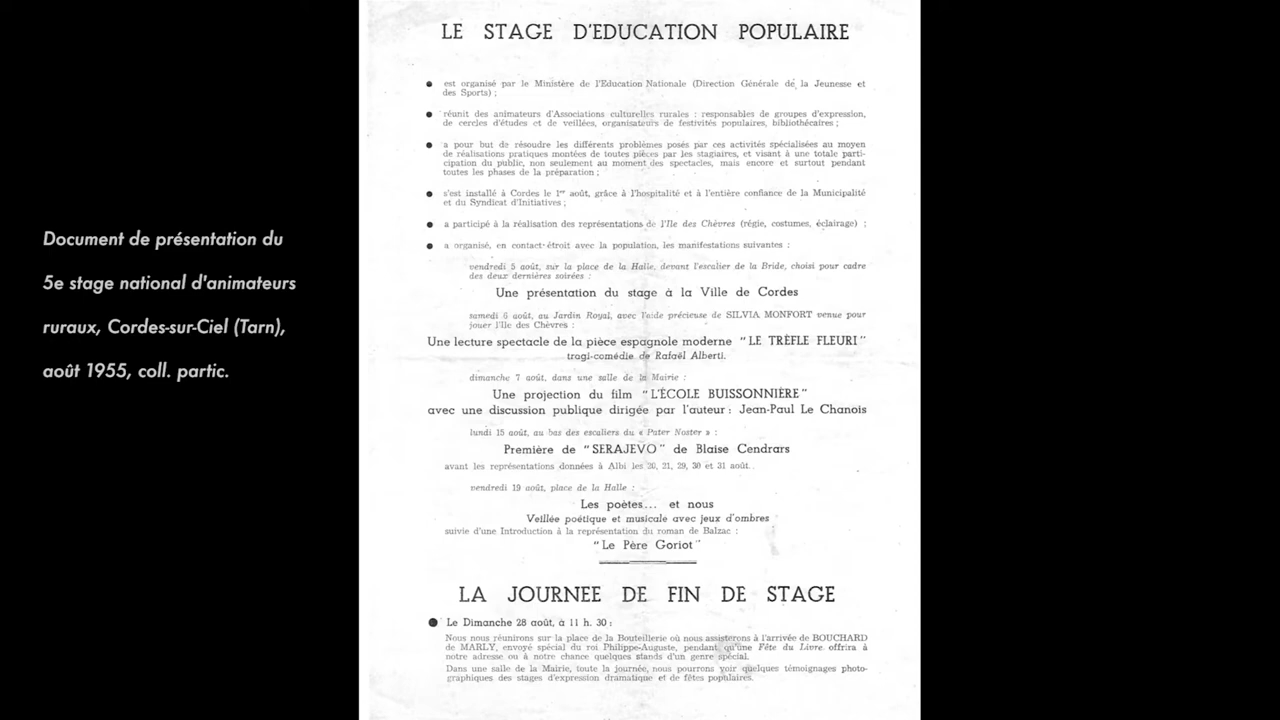 Document de présentation du
5e stage national d'animateurs
ruraux, Cordes-sur-Ciel (Tarn),
août 1955, coll. partic.
LE STAGE D'EDUCATION POPULAIRE
● est organisé par le Ministère de l'Education Nationale (Direction Générale de la Jeunesse et
des Sports) ;
● réunit des animateurs d'Associations culturelles rurales : responsables de groupes d'expression,
de cercles d'études et de veillées, organisateurs de festivités populaires, bibliothécaires ;
● a pour but de résoudre les différents problèmes posés par ces activités spécialisées au moyen
de réalisations pratiques montées de toutes pièces par les stagiaires, et visant à une totale parti-
cipation du public, non seulement au moment des spectacles, mais encore et surtout pendant
toutes les phases de la préparation ;
● s'est installé à Cordes le 1er août, grâce à l'hospitalité et à l'entière confiance de la Municipalité
et du Syndicat d'Initiatives ;
● a participé à la réalisation des représentations de l'Ile des Chèvres (régie, costumes, éclairage) ;
● a organisé, en contact étroit avec la population, les manifestations suivantes :
vendredi 5 août, sur la place de la Halle, devant l'escalier de la Bride, choisi pour cadre
des deux dernières soirées :
Une présentation du stage à la Ville de Cordes
samedi 6 août, au Jardin Royal, avec l'aide précieuse de SILVIA MONFORT venue pour
jouer l'Ile des Chèvres :
Une lecture spectacle de la pièce espagnole moderne "LE TRÈFLE FLEURI"
tragi-comédie de Rafaël Alberti.
dimanche 7 août, dans une salle de la Mairie :
Une projection du film "L'ÉCOLE BUISSONNIÈRE"
avec une discussion publique dirigée par l'auteur : Jean-Paul Le Chanois
lundi 15 août, au bas des escaliers du « Pater Noster » :
Première de "SERAJEVO" de Blaise Cendrars
avant les représentations données à Albi les 20, 21, 29, 30 et 31 août.
vendredi 19 août, place de la Halle :
Les poètes... et nous
Veillée poétique et musicale avec jeux d'ombres
suivie d'une Introduction à la représentation du roman de Balzac :
"Le Père Goriot"
LA JOURNEE DE FIN DE STAGE
● Le Dimanche 28 août, à 11 h. 30 :
Nous nous réunirons sur la place de la Bouteillerie où nous assisterons à l'arrivée de BOUCHARD
de MARLY, envoyé spécial du roi Philippe-Auguste, pendant qu'une Fête du Livre offrira à
notre adresse ou à notre chance quelques stands d'un genre spécial.
Dans une salle de la Mairie, toute la journée, nous pourrons voir quelques témoignages photo-
graphiques des stages d'expression dramatique et de fêtes populaires.